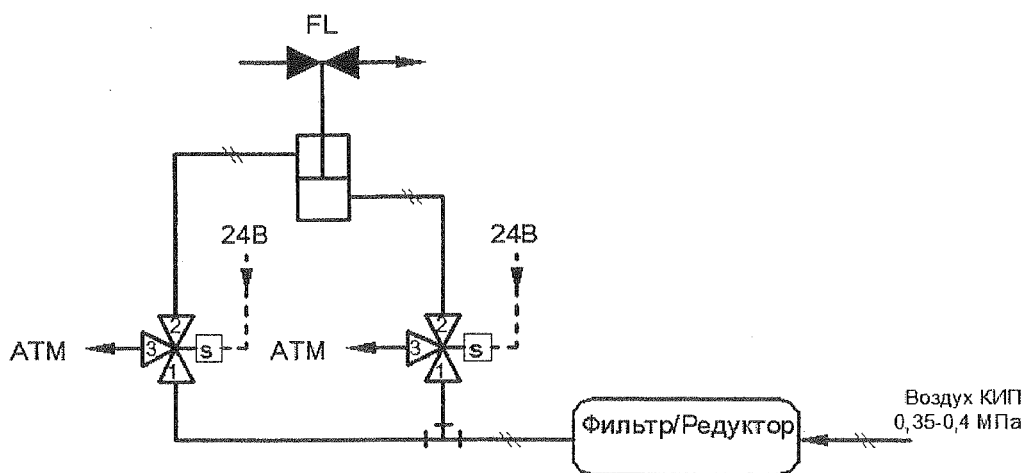 FL
24В
24В
2
2
АТМ
3
s
АТМ
3
s
1
1
Воздух КИП
0,35-0,4 МПа
Фильтр/Редуктор